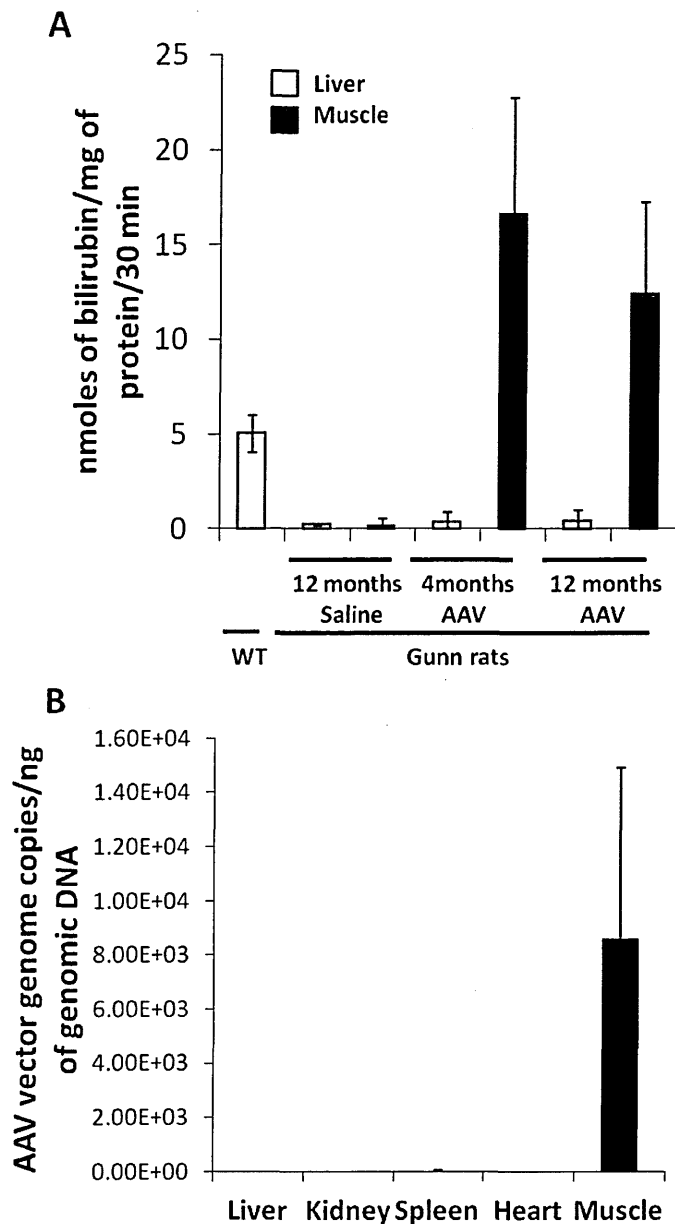 A
nmoles of bilirubin/mg of
protein/30 min
25
20
15
10
5
0
Liver
Muscle
12 months
Saline
4months
AAV
12 months
AAV
WT
Gunn rats
B
AAV vector genome copies/ng
of genomic DNA
1.60E+04
1.40E+04
1.20E+04
1.00E+04
8.00E+03
6.00E+03
4.00E+03
2.00E+03
0.00E+00
Liver Kidney Spleen Heart Muscle